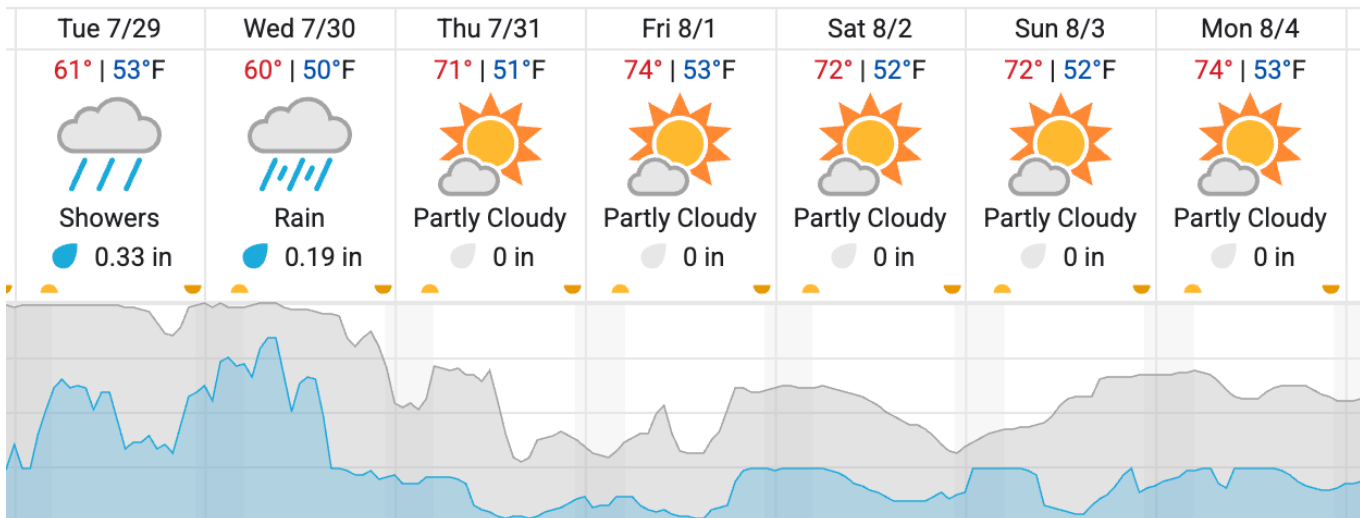 Tue 7/29 Wed 7/30 Thu 7/31 Fri 8/1 Sat 8/2 Sun 8/3 Mon 8/4
61° | 53°F 60° | 50°F 71° | 51°F 74° | 53°F 72° | 52°F 72° | 52°F 74° | 53°F
Showers Rain Partly Cloudy Partly Cloudy Partly Cloudy Partly Cloudy Partly Cloudy
0.33 in 0.19 in 0 in 0 in 0 in 0 in 0 in